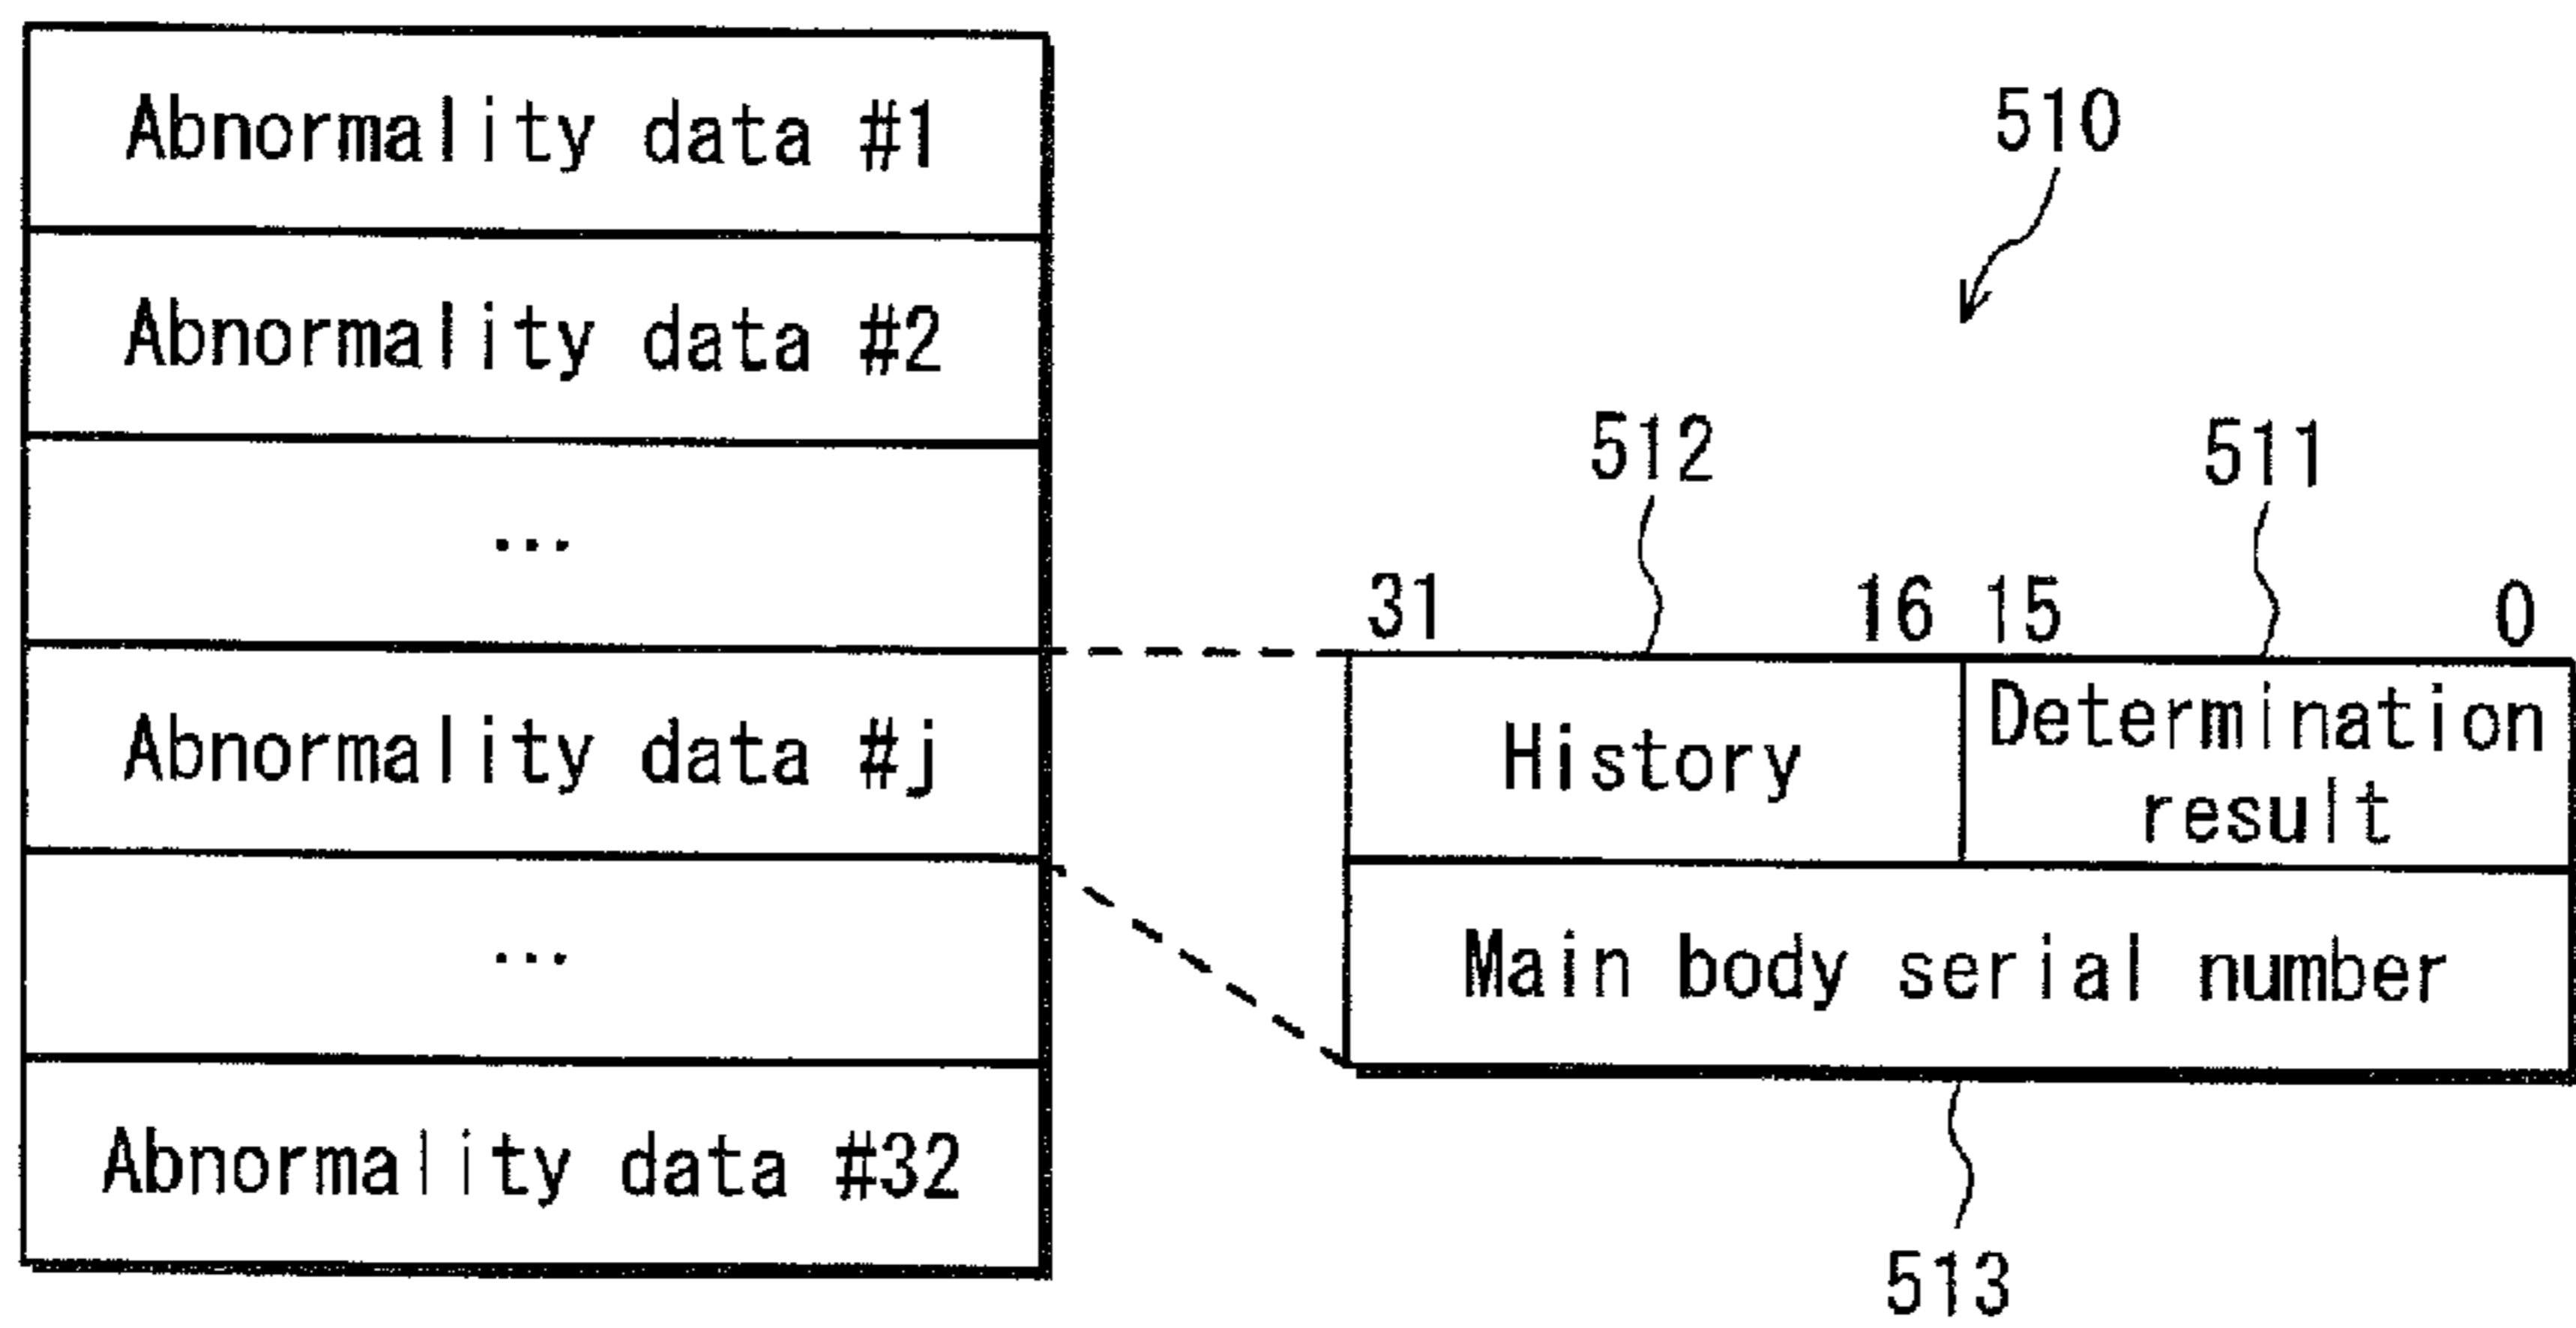 Abnormality data #1
Abnormality data #2
...
Abnormality data #j
...
Abnormality data #32
510
512
511
31 16 15 0
History
Determination
result
Main body serial number
513